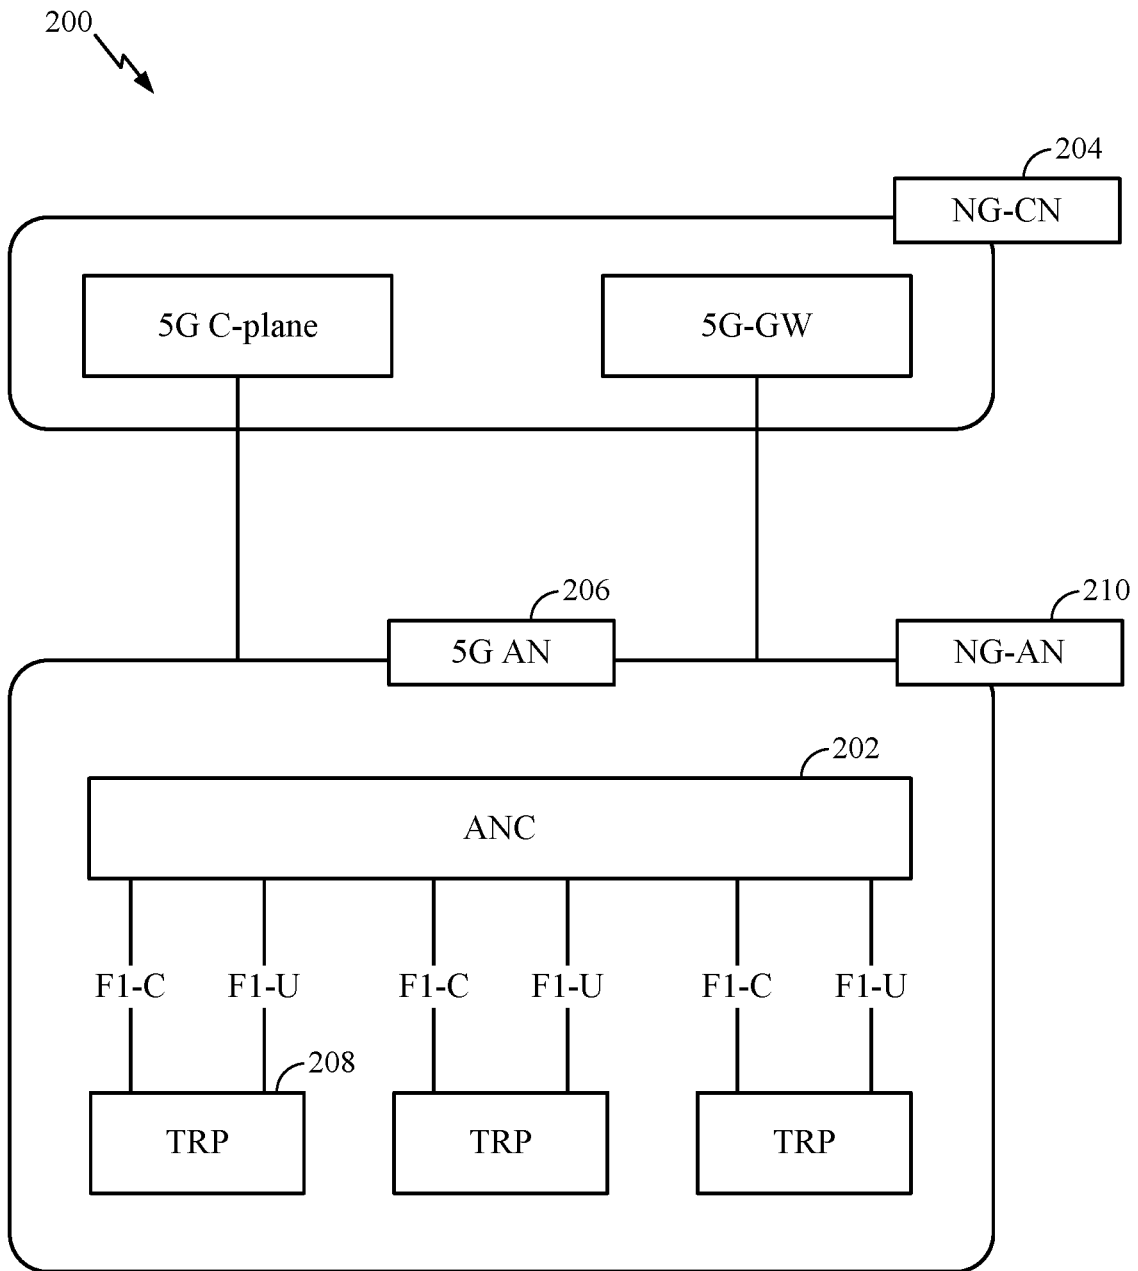 200
204
NG-CN
5G C-plane
5G-GW
206
210
5G AN
NG-AN
202
ANC
F1-C F1-U F1-C F1-U F1-C F1-U
208
TRP TRP TRP